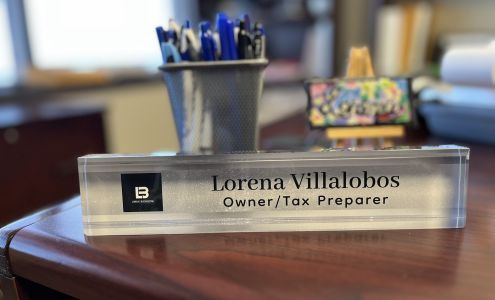 Lorena Villalobos
Owner/Tax Preparer